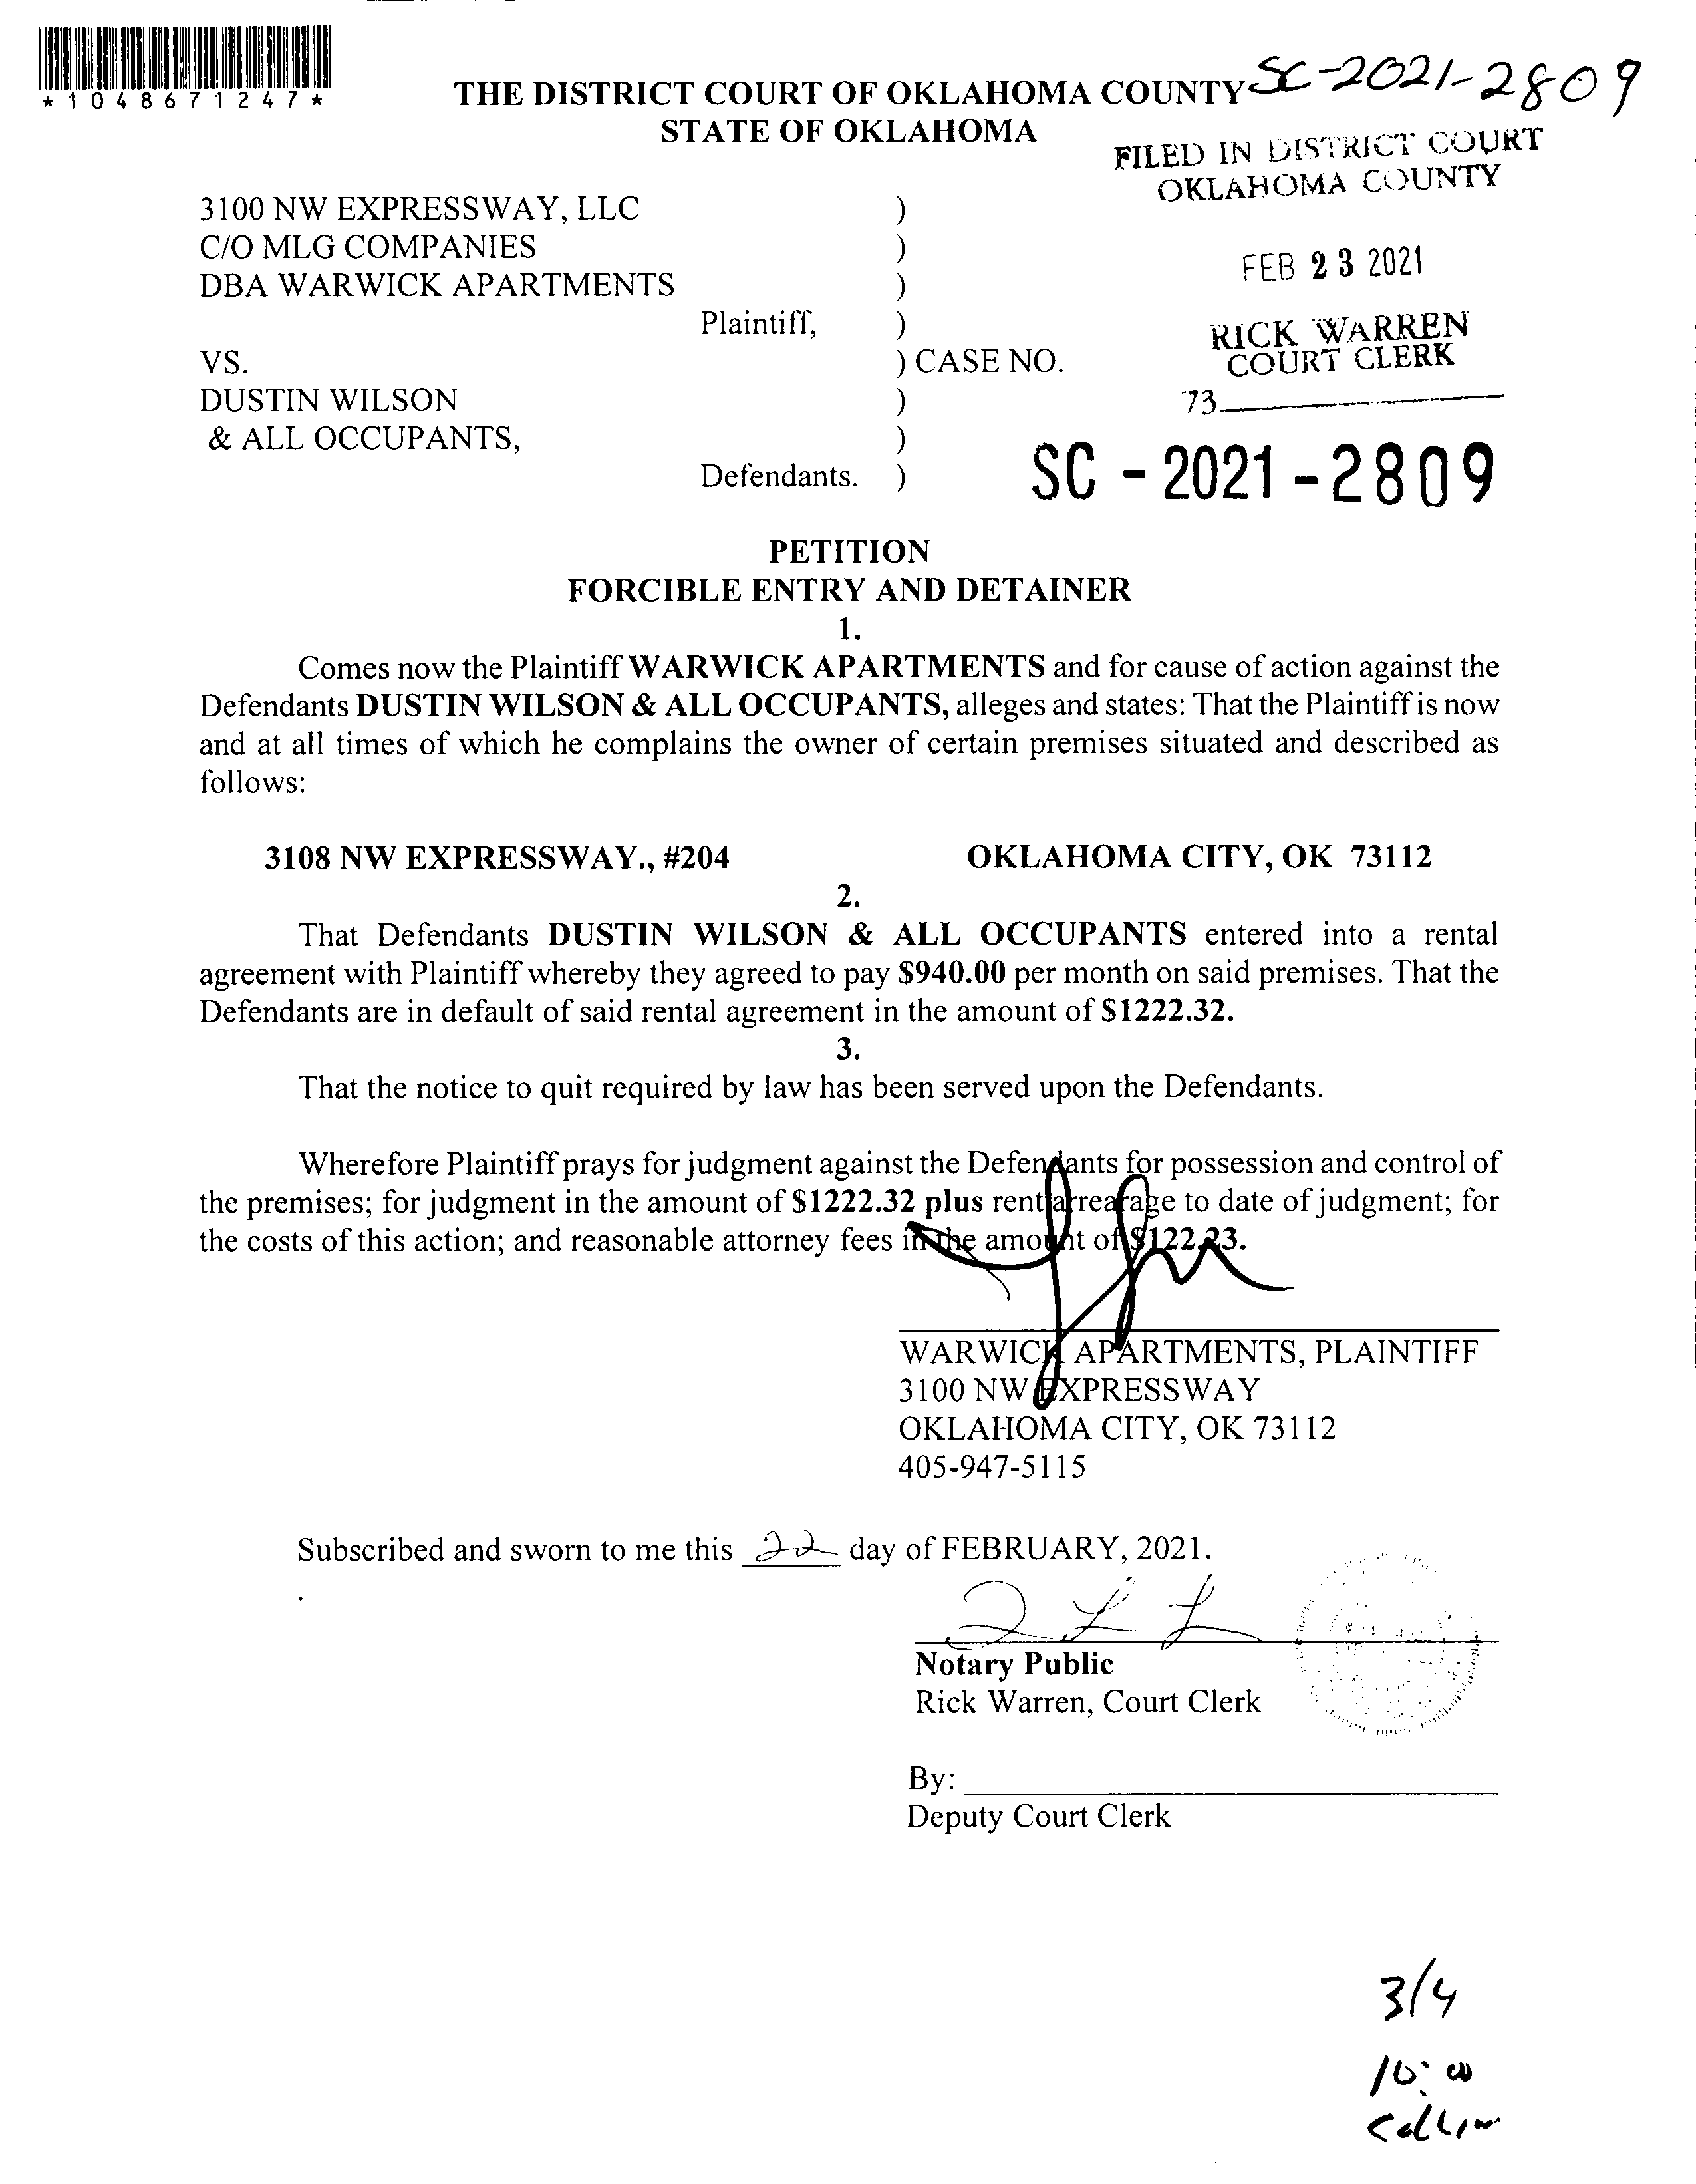 *1048671247*
SC-2021-2809
THE DISTRICT COURT OF OKLAHOMA COUNTY
STATE OF OKLAHOMA
FILED IN DISTRICT COURT
OKLAHOMA COUNTY
FEB 23 2021
RICK WARREN
COURT CLERK
73
3100 NW EXPRESSWAY, LLC )
C/O MLG COMPANIES )
DBA WARWICK APARTMENTS )
Plaintiff, )
VS. ) CASE NO.
DUSTIN WILSON )
& ALL OCCUPANTS, )
Defendants. )
SC - 2021 - 2809
PETITION
FORCIBLE ENTRY AND DETAINER
1.
Comes now the Plaintiff WARWICK APARTMENTS and for cause of action against the
Defendants DUSTIN WILSON & ALL OCCUPANTS, alleges and states: That the Plaintiff is now
and at all times of which he complains the owner of certain premises situated and described as
follows:
3108 NW EXPRESSWAY., #204 OKLAHOMA CITY, OK 73112
2.
That Defendants DUSTIN WILSON & ALL OCCUPANTS entered into a rental
agreement with Plaintiff whereby they agreed to pay $940.00 per month on said premises. That the
Defendants are in default of said rental agreement in the amount of $1222.32.
3.
That the notice to quit required by law has been served upon the Defendants.
Wherefore Plaintiff prays for judgment against the Defendants for possession and control of
the premises; for judgment in the amount of $1222.32 plus rent arrearage to date of judgment; for
the costs of this action; and reasonable attorney fees in the amount of $122.23.
WARWICK APARTMENTS, PLAINTIFF
3100 NW EXPRESSWAY
OKLAHOMA CITY, OK 73112
405-947-5115
Subscribed and sworn to me this 22 day of FEBRUARY, 2021.
Notary Public
Rick Warren, Court Clerk
By:
Deputy Court Clerk
3/4
10:00